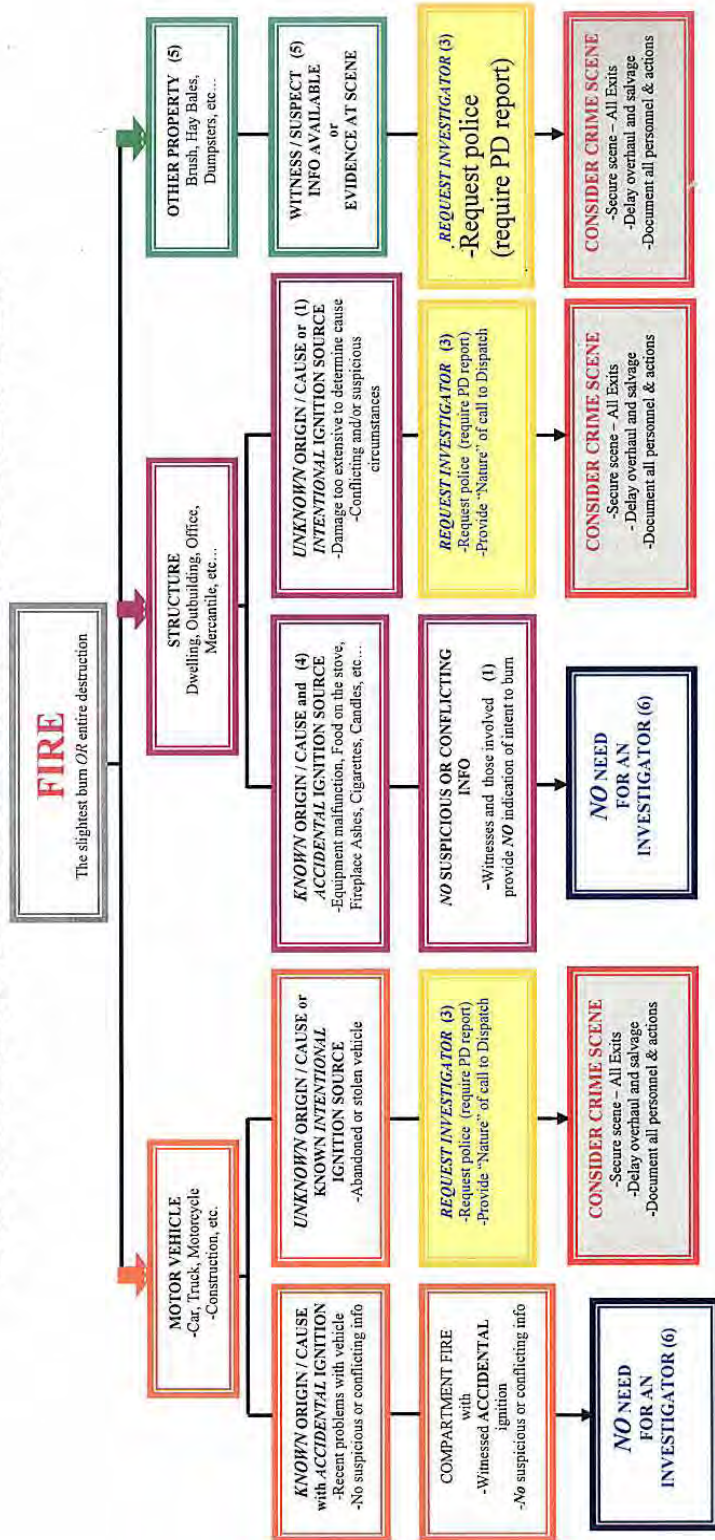 FIRE
The slightest burn OR entire destruction
MOTOR VEHICLE
-Car, Truck, Motorcycle
-Construction, etc.
KNOWN ORIGIN / CAUSE
with ACCIDENTAL IGNITION
-Recent problems with vehicle
-No suspicious or conflicting info
COMPARTMENT FIRE
with
-Witnessed ACCIDENTAL
ignition
-No suspicious or conflicting info
NO NEED
FOR AN
INVESTIGATOR (6)
UNKNOWN ORIGIN / CAUSE or
KNOWN INTENTIONAL
IGNITION SOURCE
-Abandoned or stolen vehicle
REQUEST INVESTIGATOR (3)
-Request police (require PD report)
-Provide "Nature" of call to Dispatch
CONSIDER CRIME SCENE
-Secure scene – All Exits
-Delay overhaul and salvage
-Document all personnel & actions
STRUCTURE
Dwelling, Outbuilding, Office,
Mercantile, etc…
KNOWN ORIGIN / CAUSE and (4)
ACCIDENTAL IGNITION SOURCE
-Equipment malfunction, Food on the stove,
Fireplace Ashes, Cigarettes, Candles, etc….
NO SUSPICIOUS OR CONFLICTING
INFO
-Witnesses and those involved (1)
provide NO indication of intent to burn
NO NEED
FOR AN
INVESTIGATOR (6)
UNKNOWN ORIGIN / CAUSE or (1)
INTENTIONAL IGNITION SOURCE
-Damage too extensive to determine cause
-Conflicting and/or suspicious
circumstances
REQUEST INVESTIGATOR (3)
-Request police (require PD report)
-Provide "Nature" of call to Dispatch
CONSIDER CRIME SCENE
-Secure scene – All Exits
- Delay overhaul and salvage
-Document all personnel & actions
OTHER PROPERTY (5)
Brush, Hay Bales,
Dumpsters, etc…
WITNESS / SUSPECT (5)
INFO AVAILABLE
or
EVIDENCE AT SCENE
REQUEST INVESTIGATOR (3)
-Request police
(require PD report)
CONSIDER CRIME SCENE
-Secure scene – All Exits
-Delay overhaul and salvage
-Document all personnel & actions